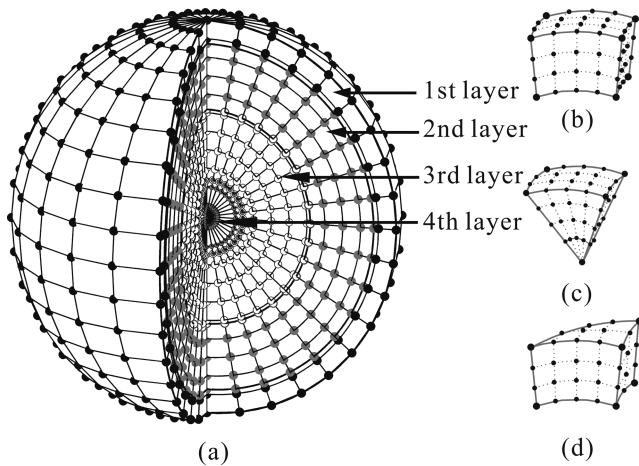 1st layer
2nd layer
3rd layer
4th layer
(a)
(b)
(c)
(d)